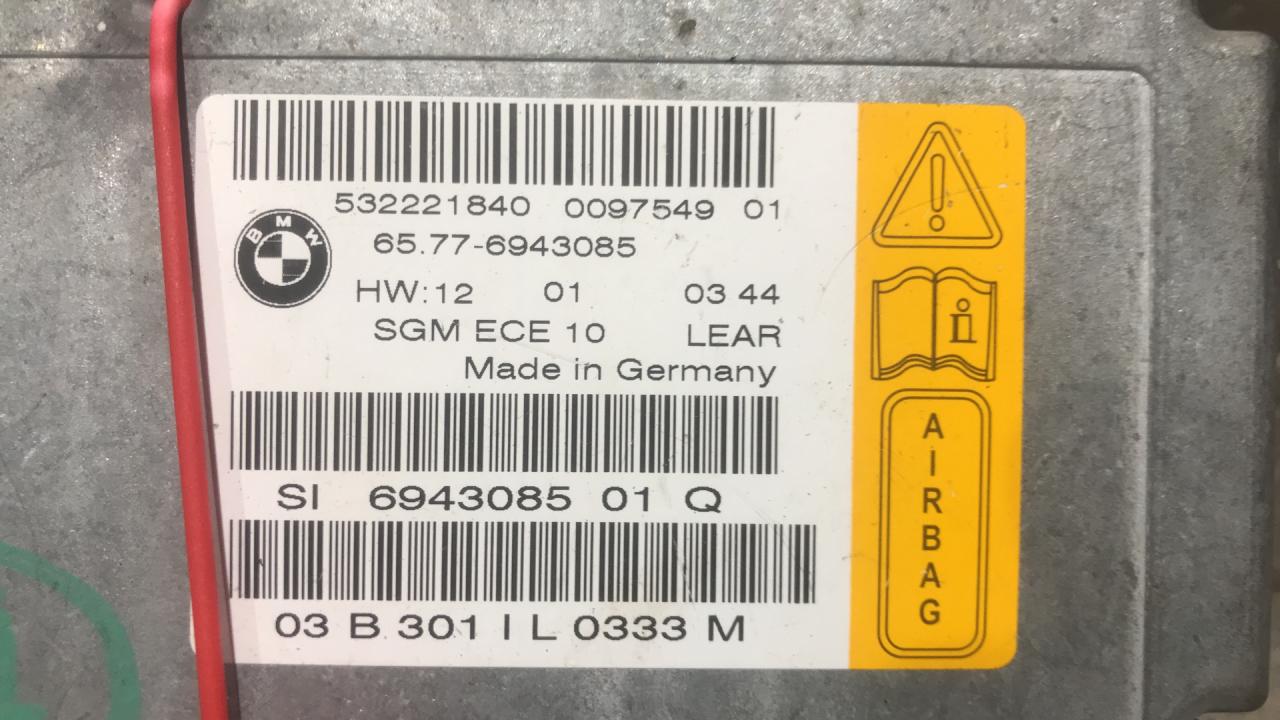 532221840 0097549 01
BMW
65.77-6943085
HW:12 01 03 44
SGM ECE 10 LEAR
Made in Germany
SI 6943085 01 Q
03 B 301 I L 0333 M
i
AIRBAG